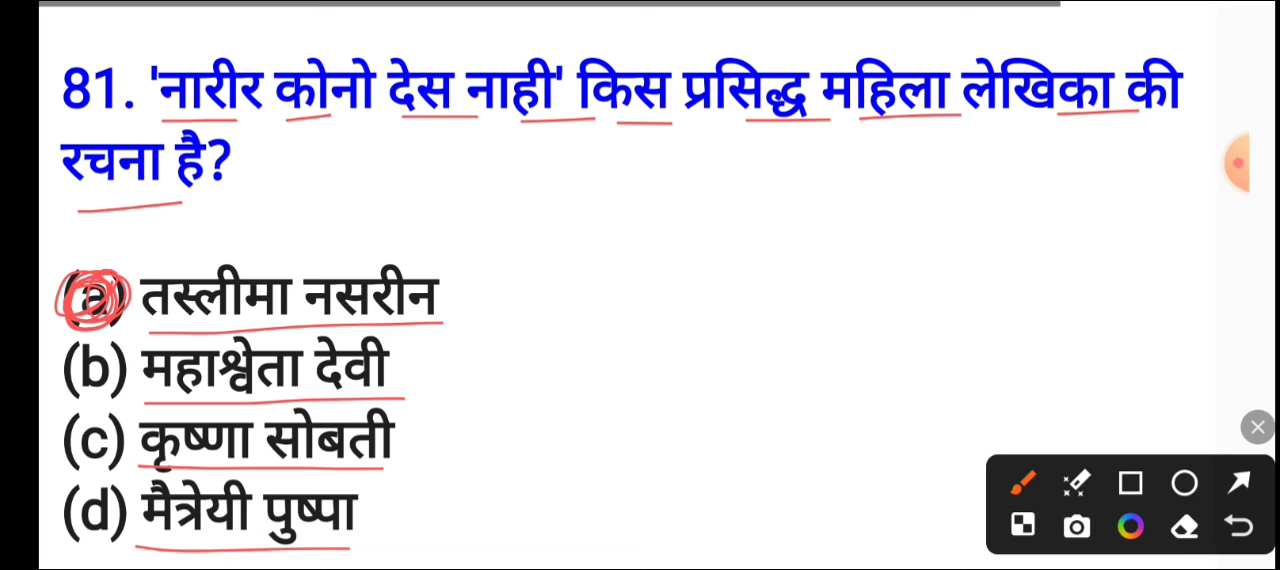 81. 'नारीर कोनो देस नाही' किस प्रसिद्ध महिला लेखिका की
रचना है?
(a) तस्लीमा नसरीन
(b) महाश्वेता देवी
(c) कृष्णा सोबती
(d) मैत्रेयी पुष्पा